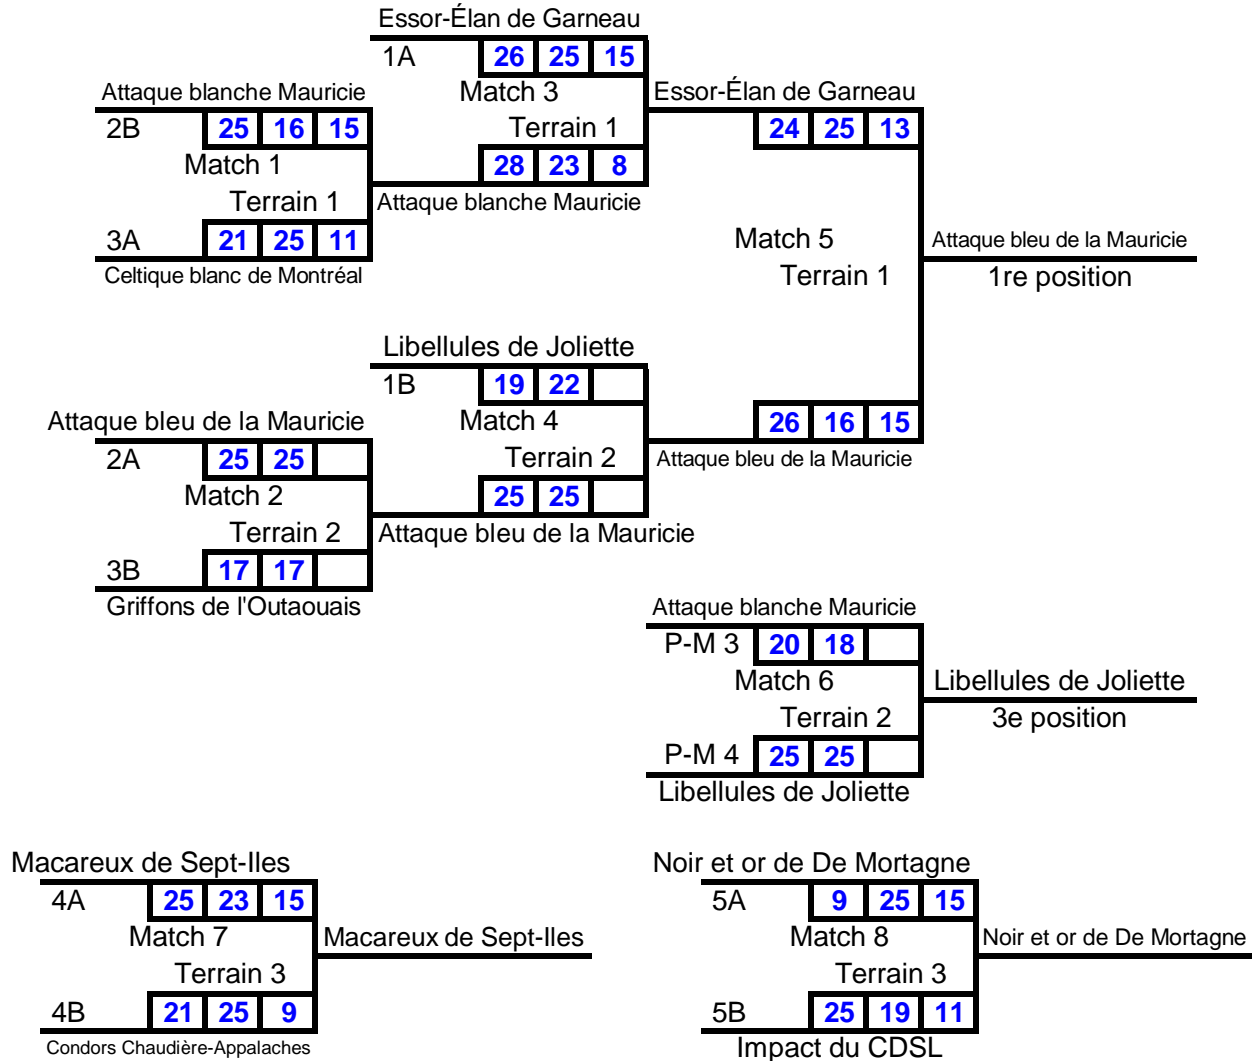 Essor-Élan de Garneau
1A 26 25 15
Match 3
Terrain 1
28 23 8
Attaque blanche Mauricie
Attaque blanche Mauricie
2B 25 16 15
Match 1
Terrain 1
3A 21 25 11
Celtique blanc de Montréal
Essor-Élan de Garneau
24 25 13
Match 5
Terrain 1
26 16 15
Attaque bleu de la Mauricie
Attaque bleu de la Mauricie
1re position
Libellules de Joliette
1B 19 22
Match 4
Terrain 2
25 25
Attaque bleu de la Mauricie
Attaque bleu de la Mauricie
2A 25 25
Match 2
Terrain 2
3B 17 17
Griffons de l'Outaouais
Attaque blanche Mauricie
P-M 3 20 18
Match 6
Terrain 2
P-M 4 25 25
Libellules de Joliette
Libellules de Joliette
3e position
Macareux de Sept-Iles
4A 25 23 15
Match 7
Terrain 3
4B 21 25 9
Condors Chaudière-Appalaches
Macareux de Sept-Iles
Noir et or de De Mortagne
5A 9 25 15
Match 8
Terrain 3
5B 25 19 11
Impact du CDSL
Noir et or de De Mortagne